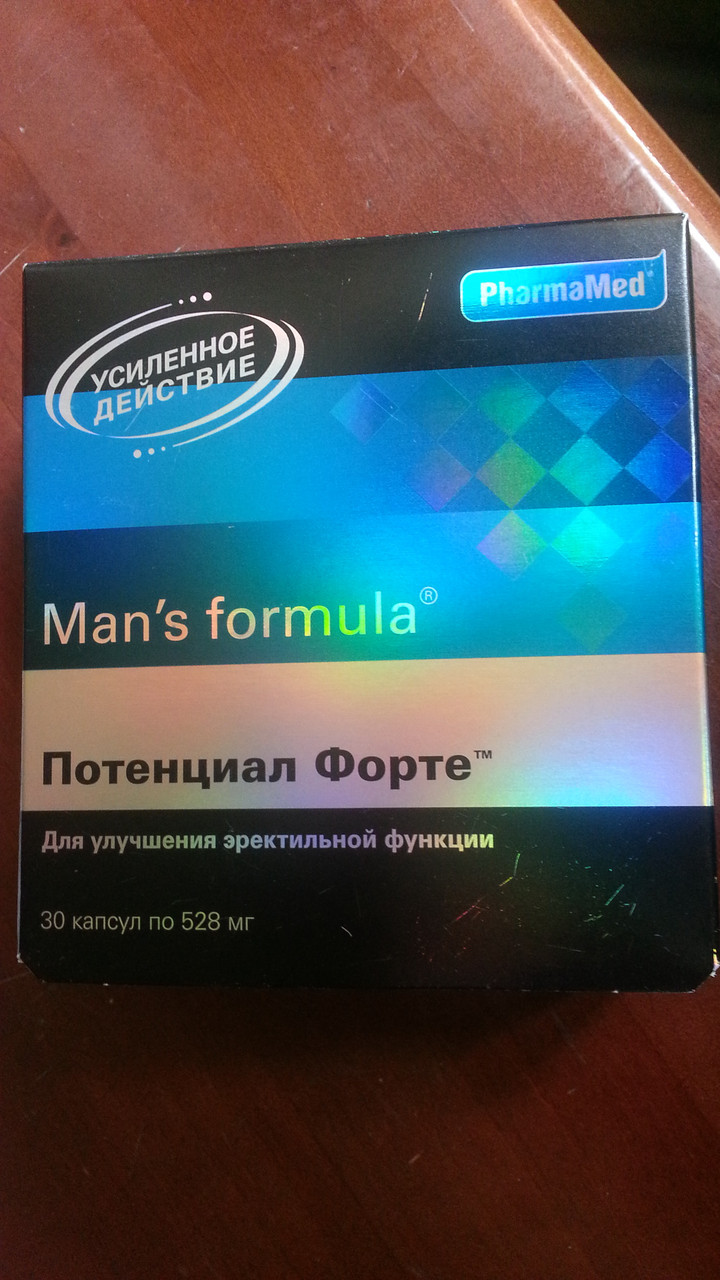 PharmaMed®
УСИЛЕННОЕ
ДЕЙСТВИЕ
Man's formula®
Потенциал Форте™
Для улучшения эректильной функции
30 капсул по 528 мг